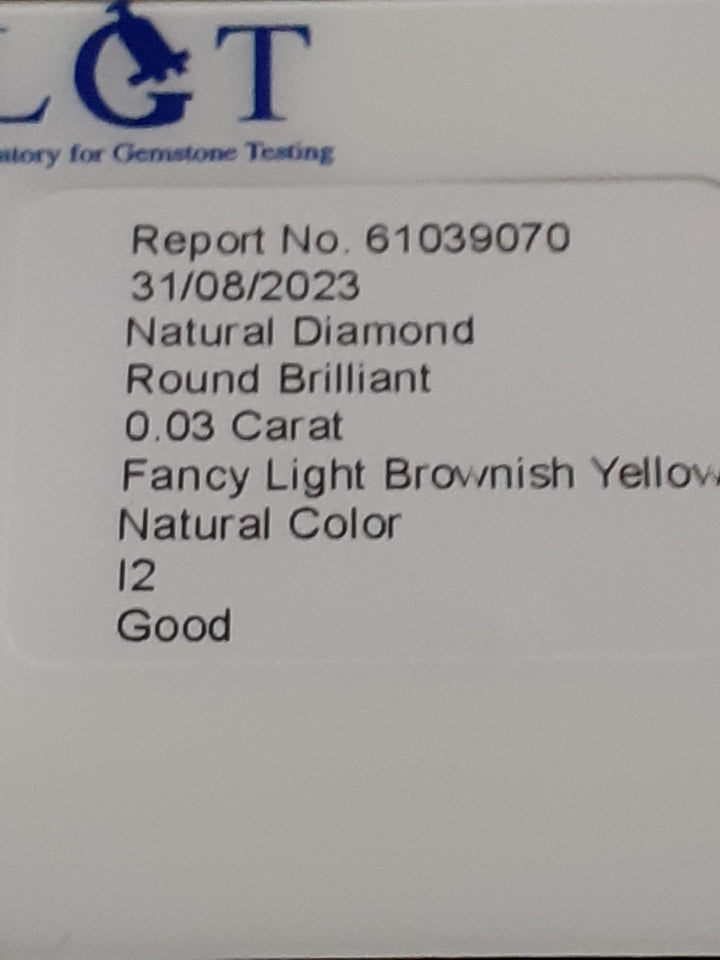 LGT
for Gemstone Testing
Report No. 61039070
31/08/2023
Natural Diamond
Round Brilliant
0.03 Carat
Fancy Light Brownish Yellow
Natural Color
I2
Good